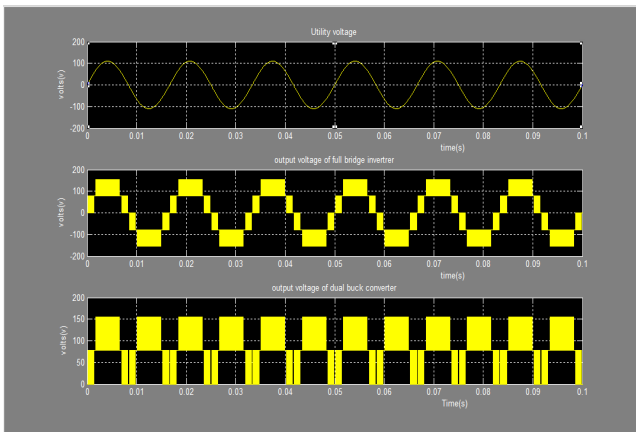 Utility voltage
volts(v)
200
100
0
-100
-200
0 0.01 0.02 0.03 0.04 0.05 0.06 0.07 0.08 0.09 0.1
time(s)
output voltage of full bridge invertrer
volts(v)
200
100
0
-100
-200
0 0.01 0.02 0.03 0.04 0.05 0.06 0.07 0.08 0.09 0.1
time(s)
output voltage of dual buck converter
volts(v)
200
150
100
50
0
0 0.01 0.02 0.03 0.04 0.05 0.06 0.07 0.08 0.09 0.1
Time(s)